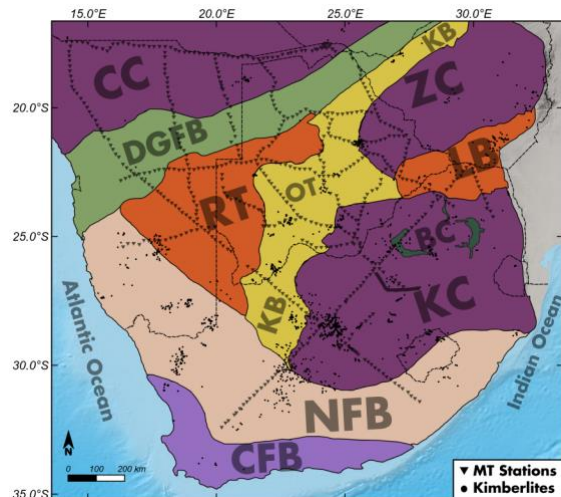 15.0°E 20.0°E 25.0°E 30.0°E
KB
CC
ZC
20.0°S
DGFB
LB
OT
RT
BC
25.0°S
KC
KB
Atlantic Ocean
Indian Ocean
30.0°S
NFB
CFB
N
0 100 200 km
MT Stations
Kimberlites
35.0°S